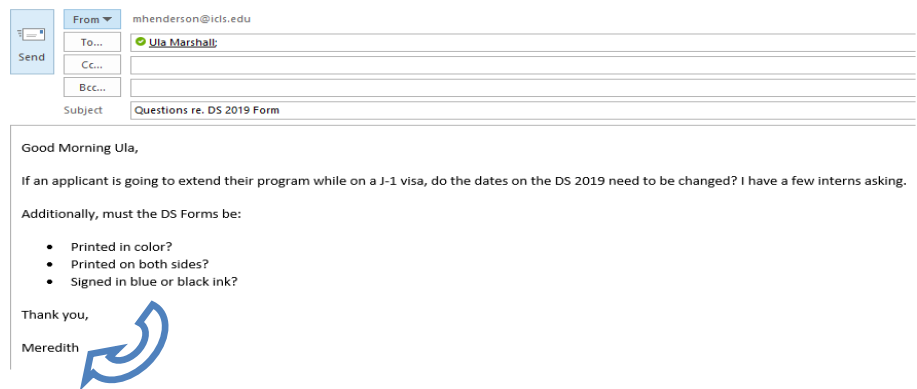 From mhenderson@icls.edu
To... Ula Marshall;
Send
Cc...
Bcc...
Subject Questions re. DS 2019 Form
Good Morning Ula,
If an applicant is going to extend their program while on a J-1 visa, do the dates on the DS 2019 need to be changed? I have a few interns asking.
Additionally, must the DS Forms be:
• Printed in color?
• Printed on both sides?
• Signed in blue or black ink?
Thank you,
Meredith